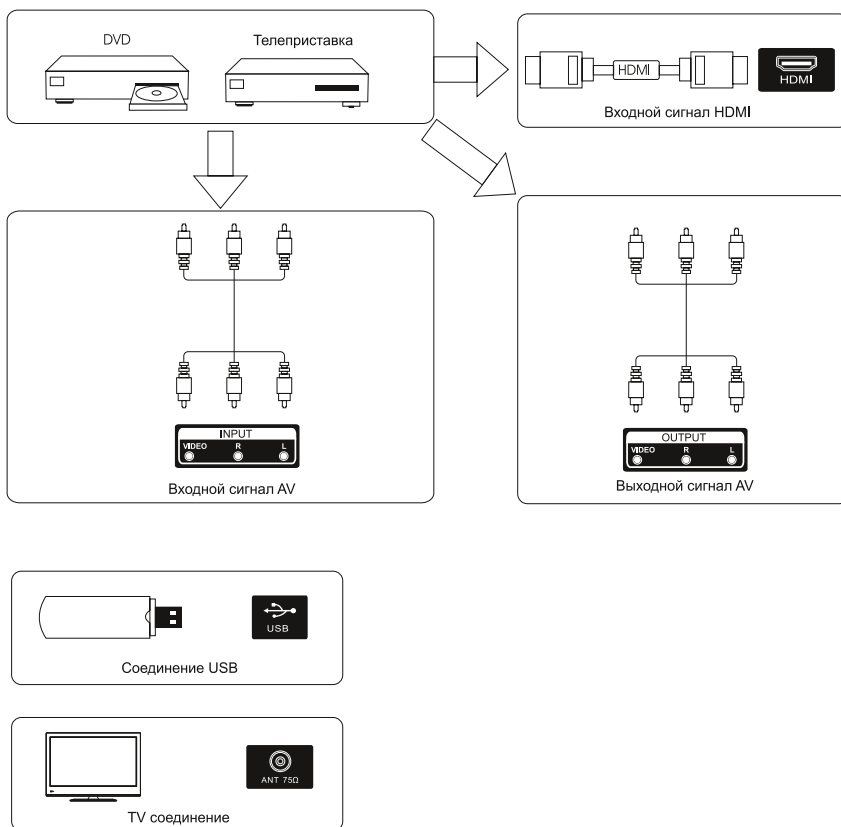 DVD
Телеприставка
HDMI
HDMI
Входной сигнал HDMI
INPUT
VIDEO R L
Входной сигнал AV
OUTPUT
VIDEO R L
Выходной сигнал AV
USB
Соединение USB
ANT 75Ω
TV соединение